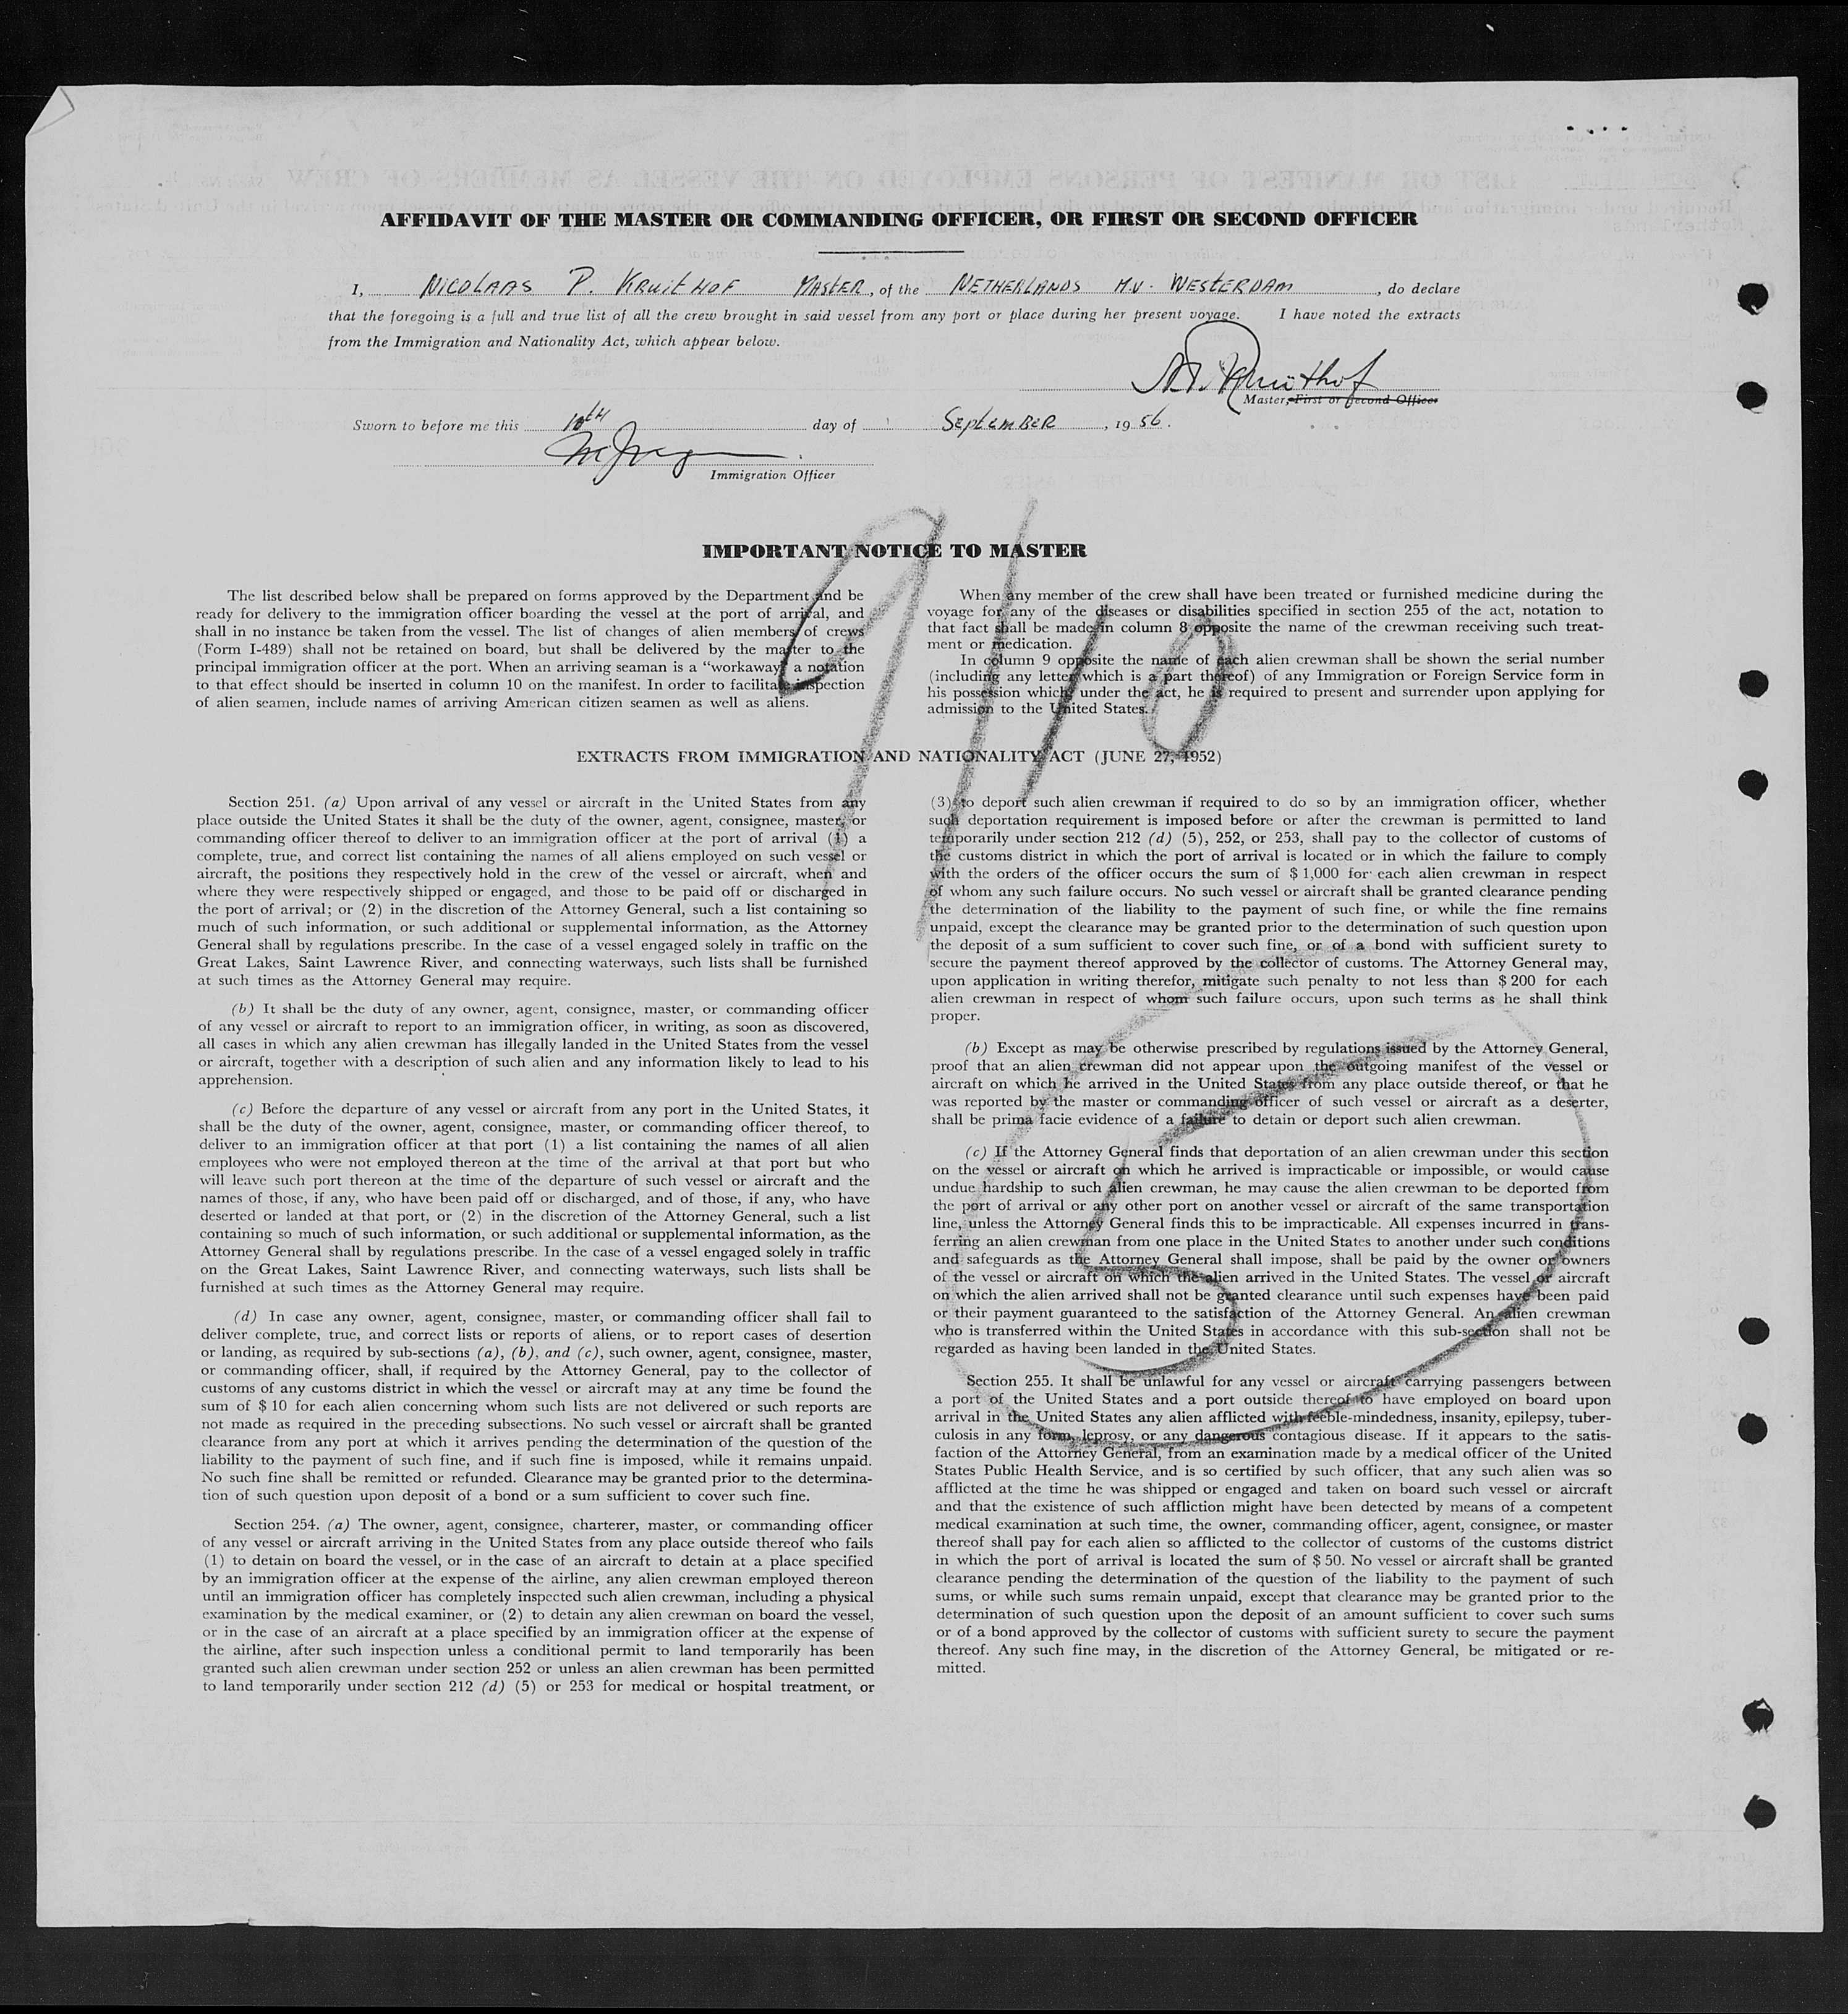 AFFIDAVIT OF THE MASTER OR COMMANDING OFFICER, OR FIRST OR SECOND OFFICER
I, NICOLAAS P. KRUITHOF MASTER, of the NETHERLANDS M.V. WESTERDAM, do declare
that the foregoing is a full and true list of all the crew brought in said vessel from any port or place during her present voyage. I have noted the extracts
from the Immigration and Nationality Act, which appear below.
N.P. Kruithof
Master, First or Second Officer
Sworn to before me this 10th day of SEPTEMBER, 1956.
Immigration Officer
IMPORTANT NOTICE TO MASTER
The list described below shall be prepared on forms approved by the Department and be
ready for delivery to the immigration officer boarding the vessel at the port of arrival, and
shall in no instance be taken from the vessel. The list of changes of alien members of crews
(Form I-489) shall not be retained on board, but shall be delivered by the master to the
principal immigration officer at the port. When an arriving seaman is a “workaway” a notation
to that effect should be inserted in column 10 on the manifest. In order to facilitate inspection
of alien seamen, include names of arriving American citizen seamen as well as aliens.
When any member of the crew shall have been treated or furnished medicine during the
voyage for any of the diseases or disabilities specified in section 255 of the act, notation to
that fact shall be made in column 8 opposite the name of the crewman receiving such treat-
ment or medication.
In column 9 opposite the name of each alien crewman shall be shown the serial number
(including any letter which is a part thereof) of any Immigration or Foreign Service form in
his possession which, under the act, he is required to present and surrender upon applying for
admission to the United States.
9/10
EXTRACTS FROM IMMIGRATION AND NATIONALITY ACT (JUNE 27, 1952)
Section 251. (a) Upon arrival of any vessel or aircraft in the United States from any
place outside the United States it shall be the duty of the owner, agent, consignee, master, or
commanding officer thereof to deliver to an immigration officer at the port of arrival (1) a
complete, true, and correct list containing the names of all aliens employed on such vessel or
aircraft, the positions they respectively hold in the crew of the vessel or aircraft, when and
where they were respectively shipped or engaged, and those to be paid off or discharged in
the port of arrival; or (2) in the discretion of the Attorney General, such a list containing so
much of such information, or such additional or supplemental information, as the Attorney
General shall by regulations prescribe. In the case of a vessel engaged solely in traffic on the
Great Lakes, Saint Lawrence River, and connecting waterways, such lists shall be furnished
at such times as the Attorney General may require.
(b) It shall be the duty of any owner, agent, consignee, master, or commanding officer
of any vessel or aircraft to report to an immigration officer, in writing, as soon as discovered,
all cases in which any alien crewman has illegally landed in the United States from the vessel
or aircraft, together with a description of such alien and any information likely to lead to his
apprehension.
(c) Before the departure of any vessel or aircraft from any port in the United States, it
shall be the duty of the owner, agent, consignee, master, or commanding officer thereof, to
deliver to an immigration officer at that port (1) a list containing the names of all alien
employees who were not employed thereon at the time of the arrival at that port but who
will leave such port thereon at the time of the departure of such vessel or aircraft and the
names of those, if any, who have been paid off or discharged, and of those, if any, who have
deserted or landed at that port, or (2) in the discretion of the Attorney General, such a list
containing so much of such information, or such additional or supplemental information, as the
Attorney General shall by regulations prescribe. In the case of a vessel engaged solely in traffic
on the Great Lakes, Saint Lawrence River, and connecting waterways, such lists shall be
furnished at such times as the Attorney General may require.
(d) In case any owner, agent, consignee, master, or commanding officer shall fail to
deliver complete, true, and correct lists or reports of aliens, or to report cases of desertion
or landing, as required by sub-sections (a), (b), and (c), such owner, agent, consignee, master,
or commanding officer, shall, if required by the Attorney General, pay to the collector of
customs of any customs district in which the vessel or aircraft may at any time be found the
sum of $ 10 for each alien concerning whom such lists are not delivered or such reports are
not made as required in the preceding subsections. No such vessel or aircraft shall be granted
clearance from any port at which it arrives pending the determination of the question of the
liability to the payment of such fine, and if such fine is imposed, while it remains unpaid.
No such fine shall be remitted or refunded. Clearance may be granted prior to the determina-
tion of such question upon deposit of a bond or a sum sufficient to cover such fine.
Section 254. (a) The owner, agent, consignee, charterer, master, or commanding officer
of any vessel or aircraft arriving in the United States from any place outside thereof who fails
(1) to detain on board the vessel, or in the case of an aircraft to detain at a place specified
by an immigration officer at the expense of the airline, any alien crewman employed thereon
until an immigration officer has completely inspected such alien crewman, including a physical
examination by the medical examiner, or (2) to detain any alien crewman on board the vessel,
or in the case of an aircraft at a place specified by an immigration officer at the expense of
the airline, after such inspection unless a conditional permit to land temporarily has been
granted such alien crewman under section 252 or unless an alien crewman has been permitted
to land temporarily under section 212 (d) (5) or 253 for medical or hospital treatment, or
(3) to deport such alien crewman if required to do so by an immigration officer, whether
such deportation requirement is imposed before or after the crewman is permitted to land
temporarily under section 212 (d) (5), 252, or 253, shall pay to the collector of customs of
the customs district in which the port of arrival is located or in which the failure to comply
with the orders of the officer occurs the sum of $ 1,000 for each alien crewman in respect
of whom any such failure occurs. No such vessel or aircraft shall be granted clearance pending
the determination of the liability to the payment of such fine, or while the fine remains
unpaid, except the clearance may be granted prior to the determination of such question upon
the deposit of a sum sufficient to cover such fine, or of a bond with sufficient surety to
secure the payment thereof approved by the collector of customs. The Attorney General may,
upon application in writing therefor, mitigate such penalty to not less than $ 200 for each
alien crewman in respect of whom such failure occurs, upon such terms as he shall think
proper.
(b) Except as may be otherwise prescribed by regulations issued by the Attorney General,
proof that an alien crewman did not appear upon the outgoing manifest of the vessel or
aircraft on which he arrived in the United States from any place outside thereof, or that he
was reported by the master or commanding officer of such vessel or aircraft as a deserter,
shall be prima facie evidence of a failure to detain or deport such alien crewman.
(c) If the Attorney General finds that deportation of an alien crewman under this section
on the vessel or aircraft on which he arrived is impracticable or impossible, or would cause
undue hardship to such alien crewman, he may cause the alien crewman to be deported from
the port of arrival or any other port on another vessel or aircraft of the same transportation
line, unless the Attorney General finds this to be impracticable. All expenses incurred in trans-
ferring an alien crewman from one place in the United States to another under such conditions
and safeguards as the Attorney General shall impose, shall be paid by the owner or owners
of the vessel or aircraft on which the alien arrived in the United States. The vessel or aircraft
on which the alien arrived shall not be granted clearance until such expenses have been paid
or their payment guaranteed to the satisfaction of the Attorney General. An alien crewman
who is transferred within the United States in accordance with this sub-section shall not be
regarded as having been landed in the United States.
5
Section 255. It shall be unlawful for any vessel or aircraft carrying passengers between
a port of the United States and a port outside thereof to have employed on board upon
arrival in the United States any alien afflicted with feeble-mindedness, insanity, epilepsy, tuber-
culosis in any form, leprosy, or any dangerous contagious disease. If it appears to the satis-
faction of the Attorney General, from an examination made by a medical officer of the United
States Public Health Service, and is so certified by such officer, that any such alien was so
afflicted at the time he was shipped or engaged and taken on board such vessel or aircraft
and that the existence of such affliction might have been detected by means of a competent
medical examination at such time, the owner, commanding officer, agent, consignee, or master
thereof shall pay for each alien so afflicted to the collector of customs of the customs district
in which the port of arrival is located the sum of $ 50. No vessel or aircraft shall be granted
clearance pending the determination of the question of the liability to the payment of such
sums, or while such sums remain unpaid, except that clearance may be granted prior to the
determination of such question upon the deposit of an amount sufficient to cover such sums
or of a bond approved by the collector of customs with sufficient surety to secure the payment
thereof. Any such fine may, in the discretion of the Attorney General, be mitigated or re-
mitted.